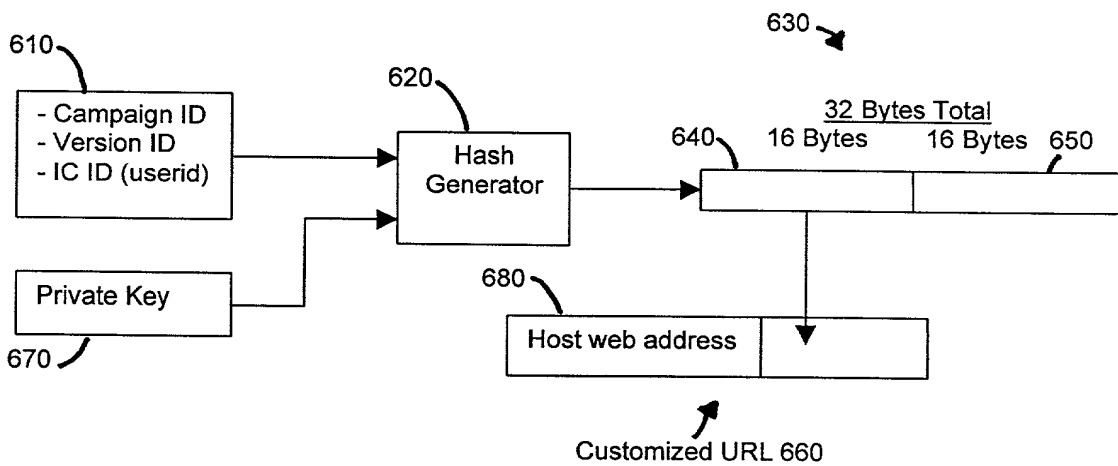 630
610
620
- Campaign ID
- Version ID
- IC ID (userid)
Hash
Generator
32 Bytes Total
16 Bytes 16 Bytes
640
650
Private Key
670
680
Host web address
Customized URL 660